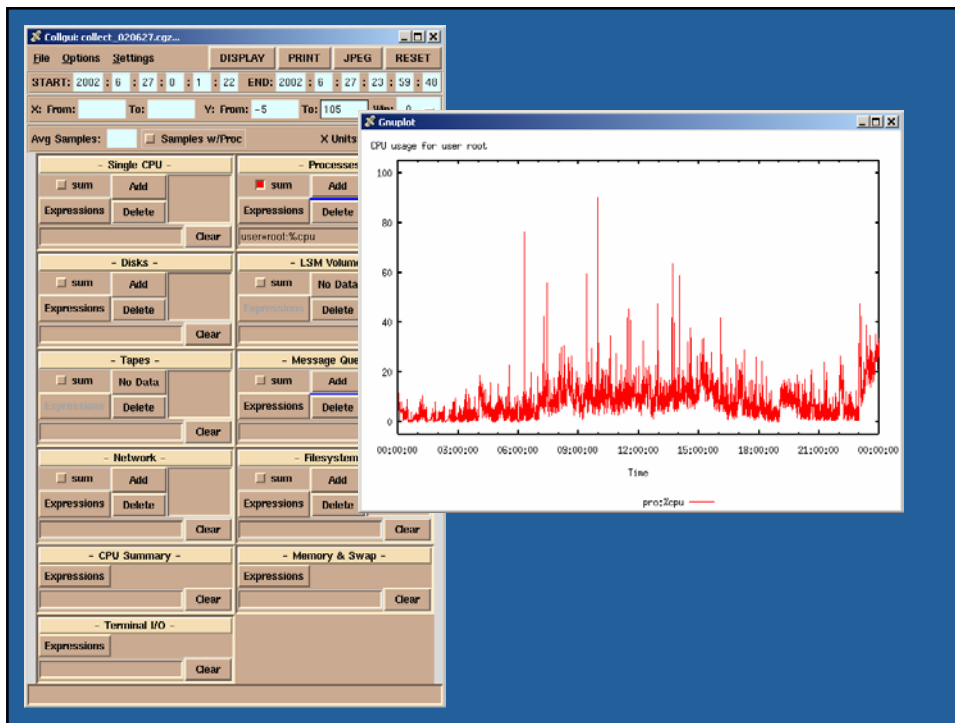 Collgui: collect_020627.cgz...
File Options Settings DISPLAY PRINT JPEG RESET
START: 2002 : 6 : 27 : 0 : 1 : 22 END: 2002 : 6 : 27 : 23 : 59 : 40
X: From: To: Y: From: -5 To: 105
Avg Samples: Samples w/Proc X Units
- Single CPU -
sum Add
Expressions Delete
Clear
- Processes
sum Add
Expressions Delete
user=root:%cpu
- Disks -
sum Add
Expressions Delete
Clear
- LSM Volume
sum No Data
Expressions Delete
- Tapes -
sum No Data
Expressions Delete
Clear
- Message Que
sum Add
Expressions Delete
- Network -
sum Add
Expressions Delete
Clear
- Filesystem
sum Add
Expressions Delete
Clear
- CPU Summary -
Expressions
Clear
- Memory & Swap -
Expressions
Clear
- Terminal I/O -
Expressions
Clear
Gnuplot
CPU usage for user root
100
80
60
40
20
0
00:00:00 03:00:00 06:00:00 09:00:00 12:00:00 15:00:00 18:00:00 21:00:00 00:00:00
Time
pro:%cpu